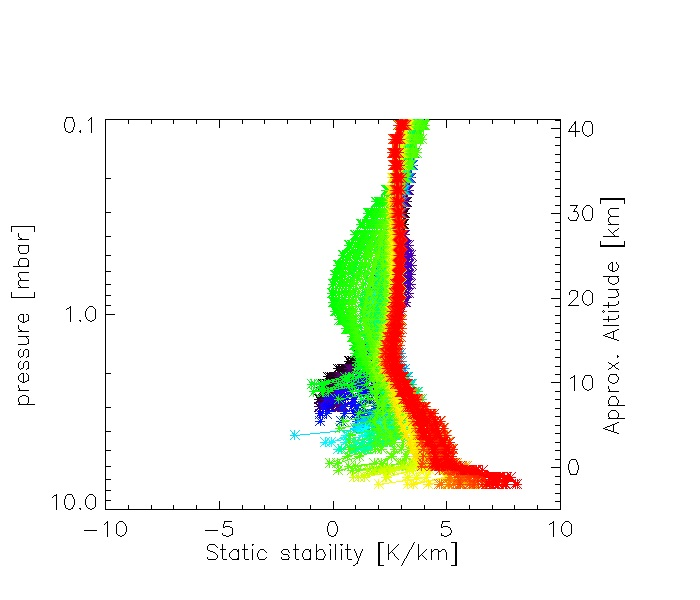 0.1
1.0
10.0
pressure [mbar]
40
30
20
10
0
Approx. Altitude [km]
−10 −5 0 5 10
Static stability [K/km]